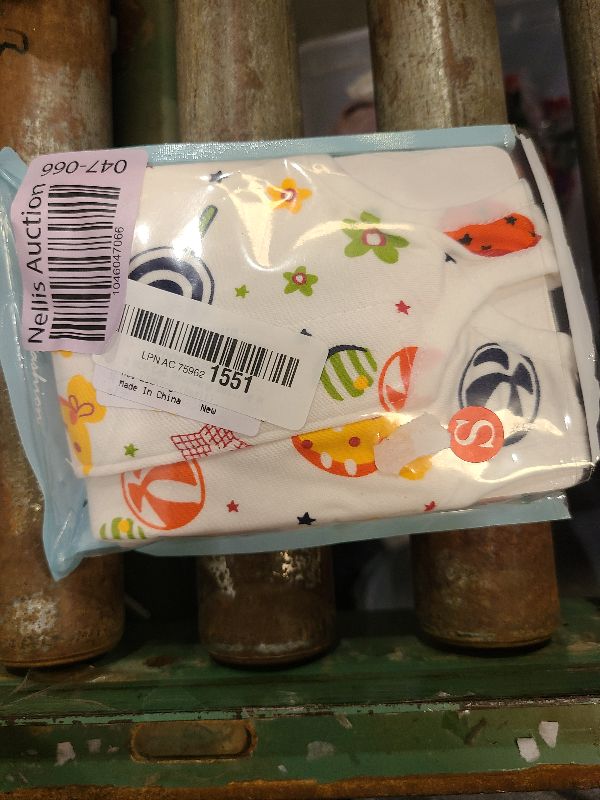 047-066
Nellis Auction
1046047066
LPN AC 75962 1551
Made In China
New
S